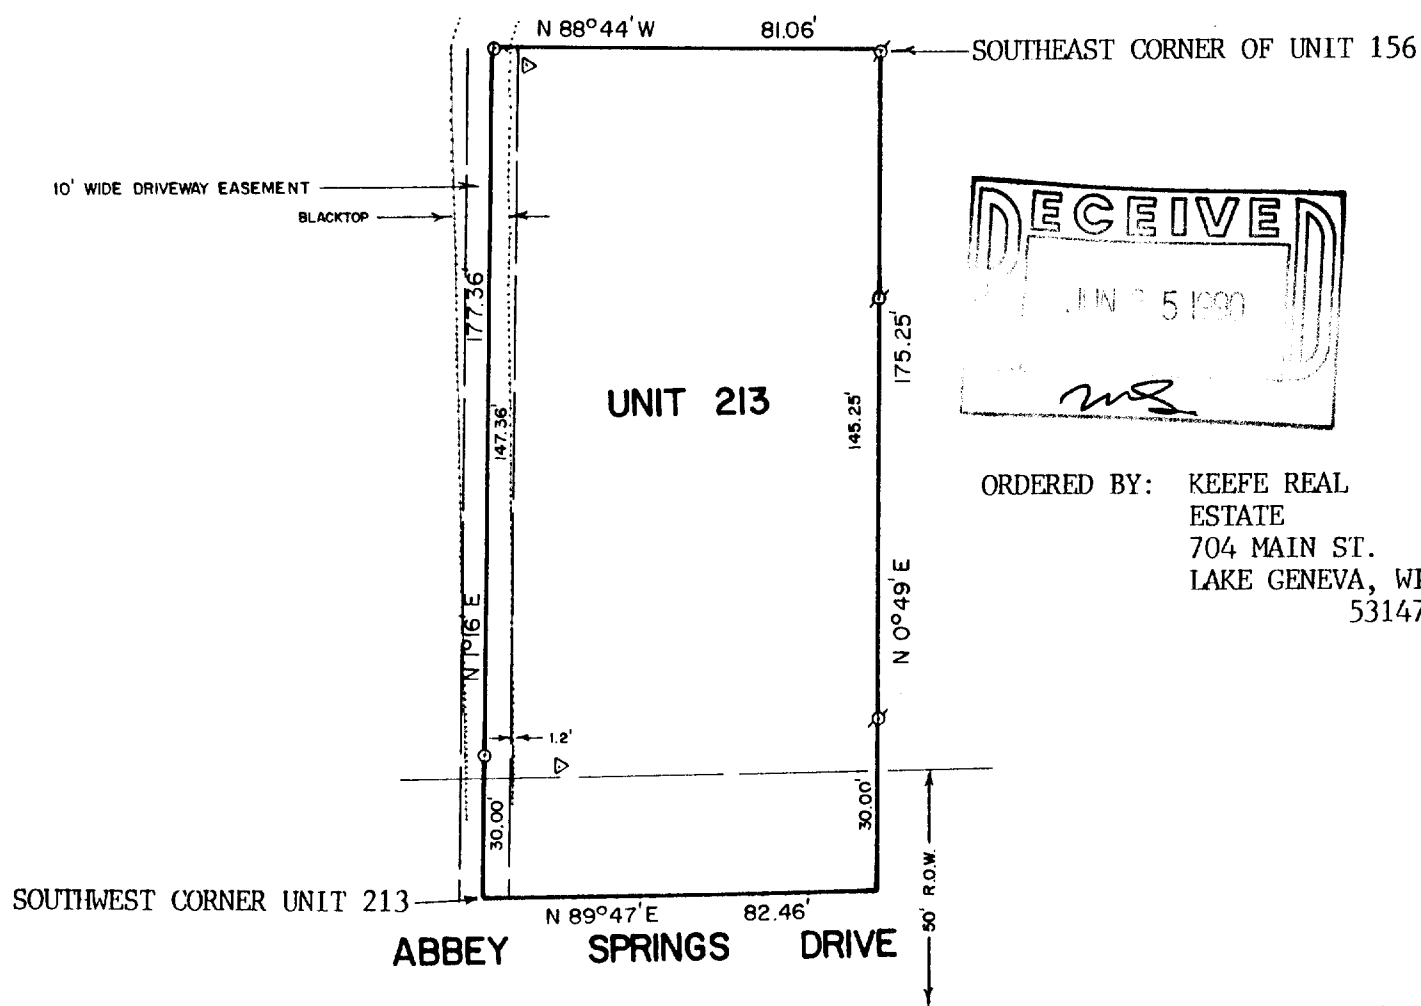 N 88°44'W 81.06'
SOUTHEAST CORNER OF UNIT 156
10' WIDE DRIVEWAY EASEMENT
BLACKTOP
RECEIVED
5 1990
177.36'
175.25'
UNIT 213
147.36'
145.25'
ORDERED BY: KEEFE REAL
ESTATE
704 MAIN ST.
LAKE GENEVA, WI
53147
N 1°16'E
N 0°49'E
1.2'
30.00'
30.00'
50' R.O.W.
SOUTHWEST CORNER UNIT 213
N 89°47'E 82.46'
ABBEY SPRINGS DRIVE